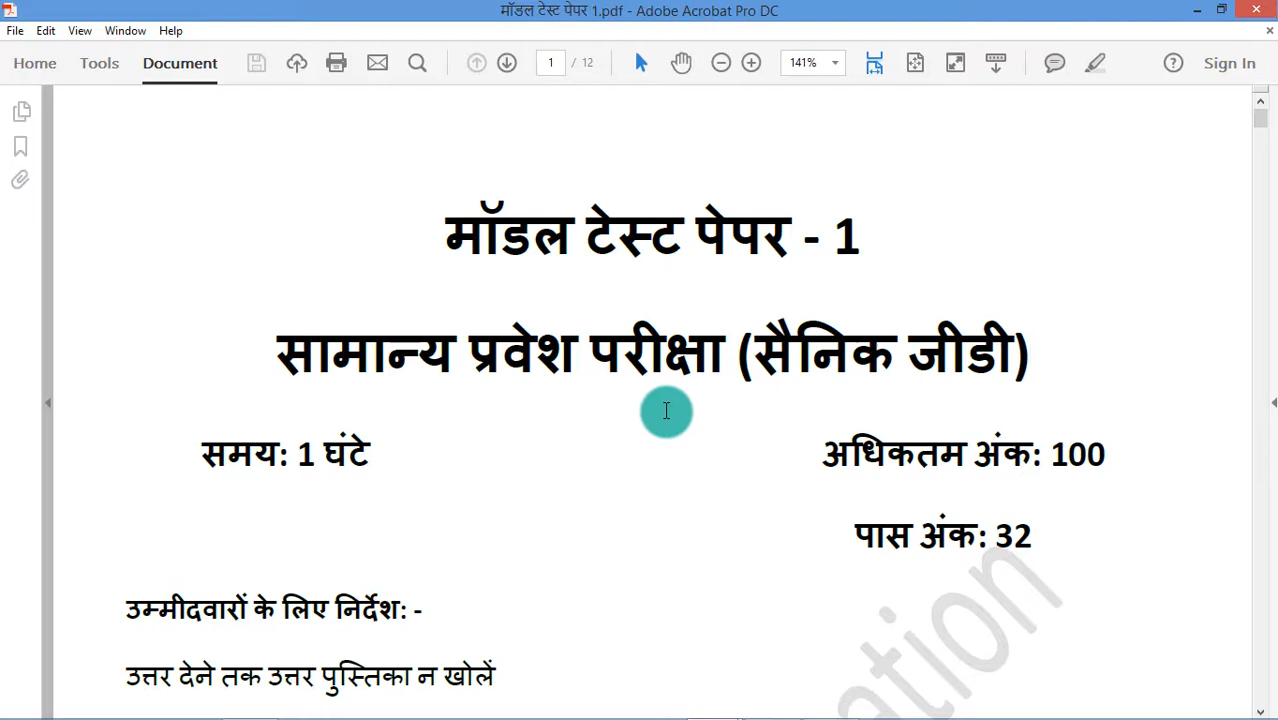 मॉडल टेस्ट पेपर 1.pdf - Adobe Acrobat Pro DC
File Edit View Window Help
Home Tools Document 1 / 12 141% Sign In
मॉडल टेस्ट पेपर - 1
सामान्य प्रवेश परीक्षा (सैनिक जीडी)
समय: 1 घंटे अधिकतम अंक: 100
पास अंक: 32
उम्मीदवारों के लिए निर्देश: -
उत्तर देने तक उत्तर पुस्तिका न खोलें